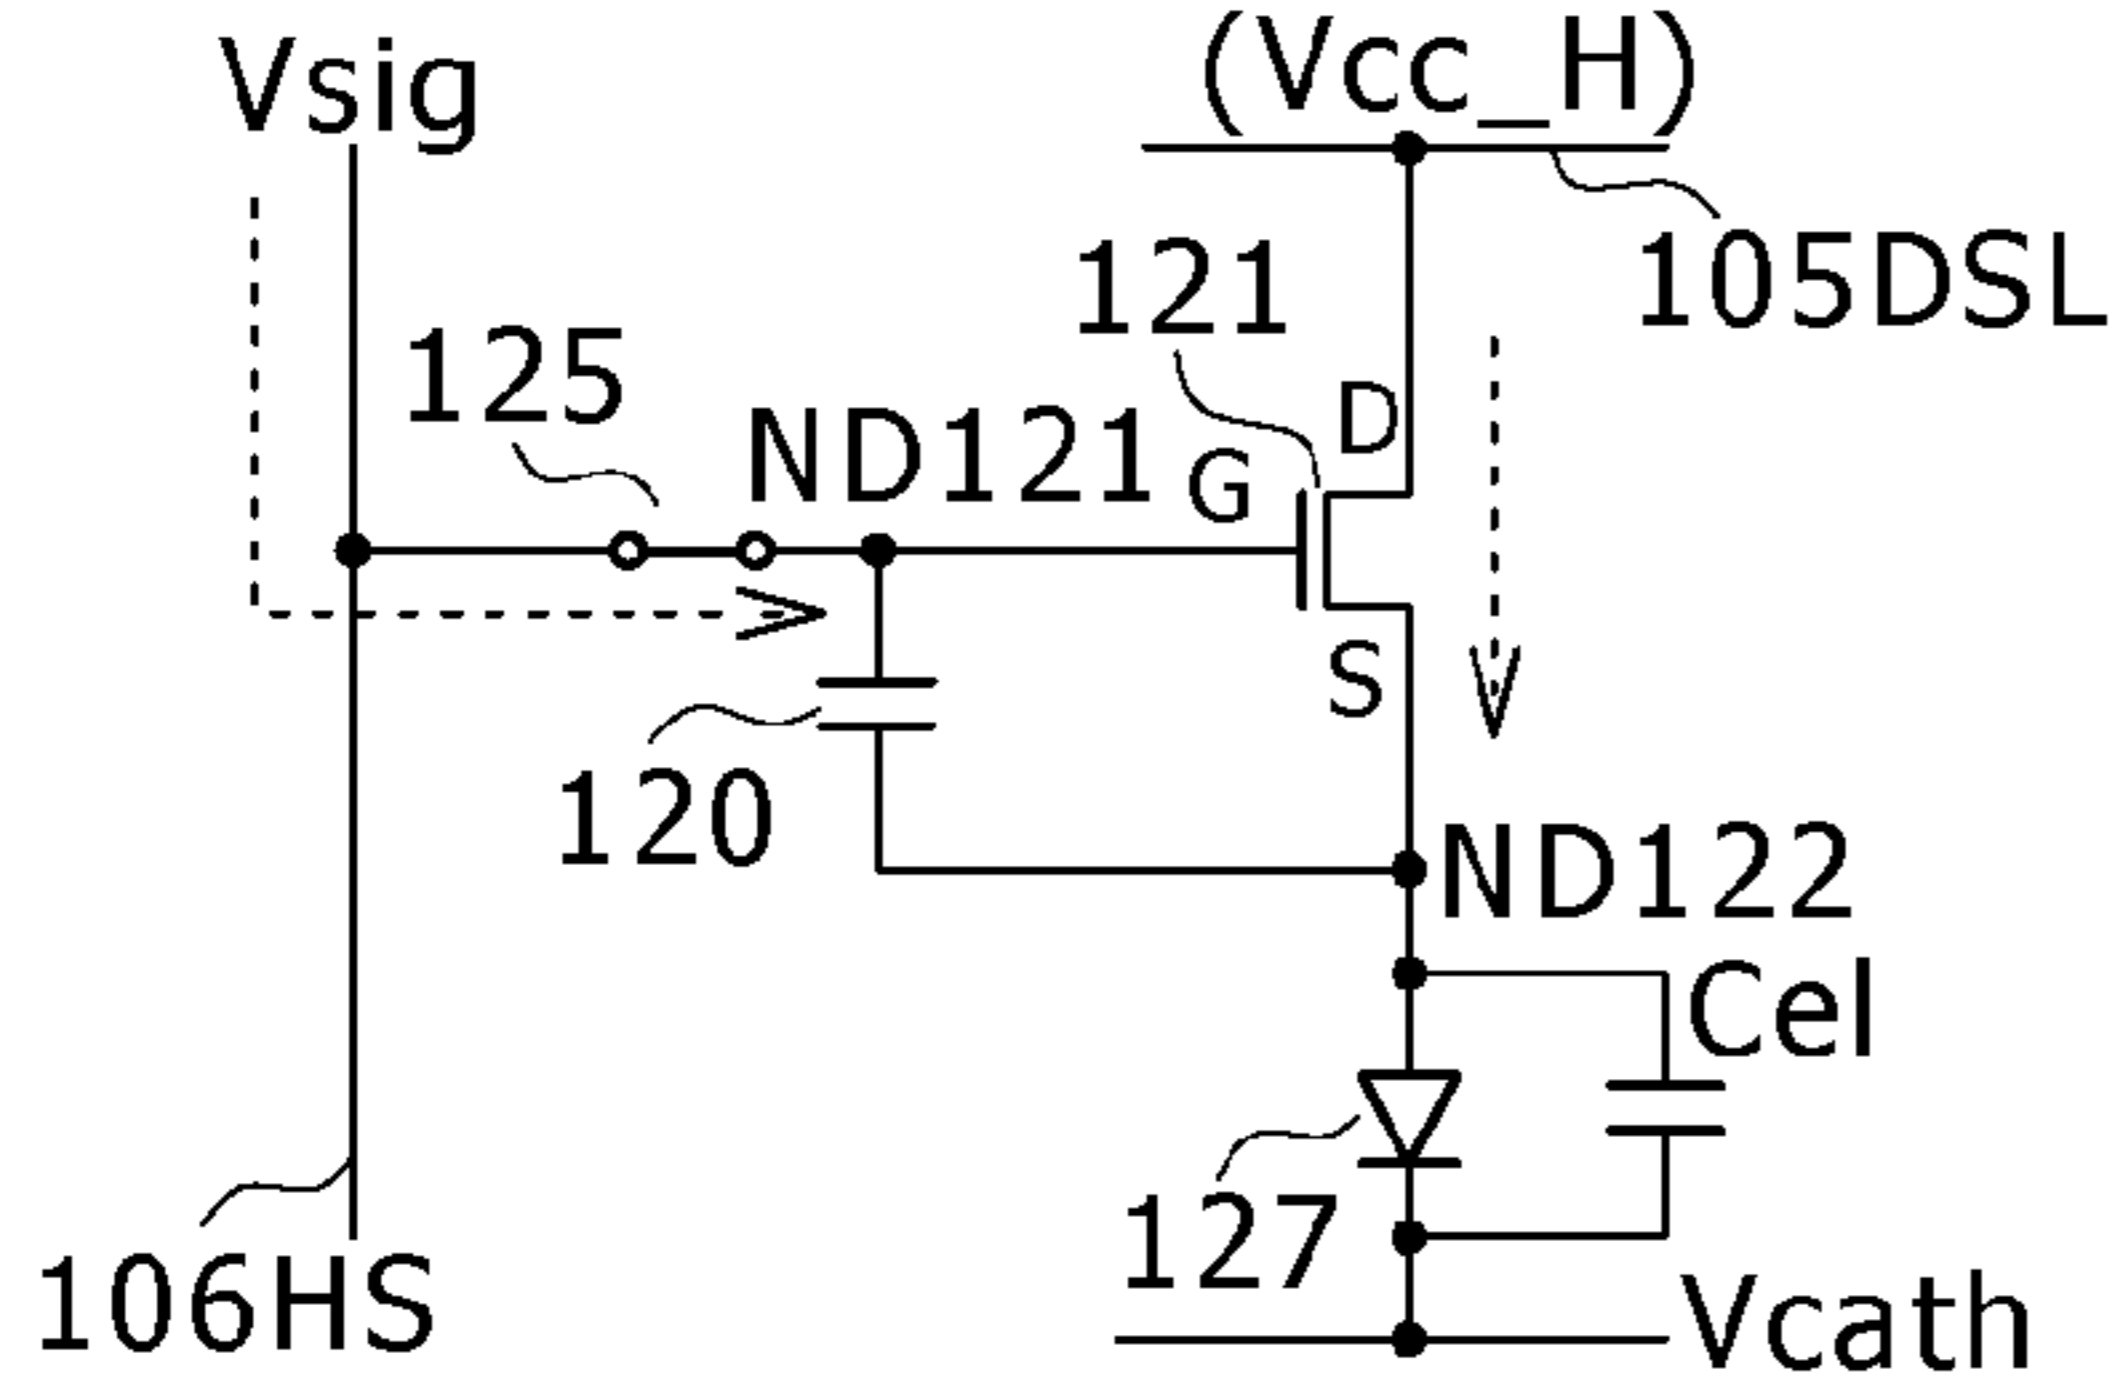 Vsig
(Vcc_H)
105DSL
121
125
D
ND121
G
S
120
ND122
Cel
127
106HS
Vcath